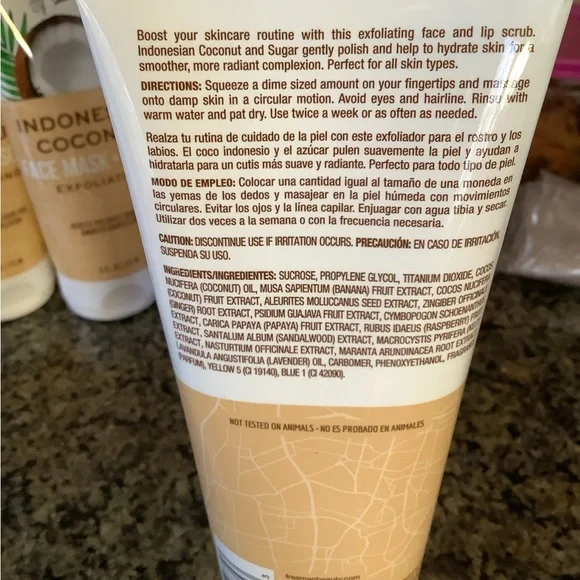 Boost your skincare routine with this exfoliating face and lip scrub.
Indonesian Coconut and Sugar gently polish and help to hydrate skin for a
smoother, more radiant complexion. Perfect for all skin types.
DIRECTIONS: Squeeze a dime sized amount on your fingertips and massage
onto damp skin in a circular motion. Avoid eyes and hairline. Rinse with
warm water and pat dry. Use twice a week or as often as needed.
Realza tu rutina de cuidado de la piel con este exfoliador para el rostro y los
labios. El coco indonesio y el azúcar pulen suavemente la piel y ayudan a
hidratarla para un cutis más suave y radiante. Perfecto para todo tipo de piel.
MODO DE EMPLEO: Colocar una cantidad igual al tamaño de una moneda en
las yemas de los dedos y masajear en la piel húmeda con movimientos
circulares. Evitar los ojos y la línea capilar. Enjuagar con agua tibia y secar.
Utilizar dos veces a la semana o con la frecuencia necesaria.
CAUTION: DISCONTINUE USE IF IRRITATION OCCURS. PRECAUCIÓN: EN CASO DE IRRITACIÓN,
SUSPENDA SU USO.
INGREDIENTS/INGREDIENTES: SUCROSE, PROPYLENE GLYCOL, TITANIUM DIOXIDE, COCOS
NUCIFERA (COCONUT) OIL, MUSA SAPIENTUM (BANANA) FRUIT EXTRACT, COCOS NUCIFERA
(COCONUT) FRUIT EXTRACT, ALEURITES MOLUCCANUS SEED EXTRACT, ZINGIBER OFFICINALE
(GINGER) ROOT EXTRACT, PSIDIUM GUAJAVA FRUIT EXTRACT, CYMBOPOGON SCHOENANTHUS
EXTRACT, CARICA PAPAYA (PAPAYA) FRUIT EXTRACT, RUBUS IDAEUS (RASPBERRY) FRUIT
EXTRACT, SANTALUM ALBUM (SANDALWOOD) EXTRACT, MACROCYSTIS PYRIFERA
EXTRACT, NASTURTIUM OFFICINALE EXTRACT, MARANTA ARUNDINACEA ROOT EXTRACT,
LAVANDULA ANGUSTIFOLIA (LAVENDER) OIL, CARBOMER, PHENOXYETHANOL, FRAGRANCE
PARFUM), YELLOW 5 (CI 19140), BLUE 1 (CI 42090).
NOT TESTED ON ANIMALS • NO ES PROBADO EN ANIMALES
freemanbeauty.com
INDONES
COCON
FACE MASK
EXFOLIAT